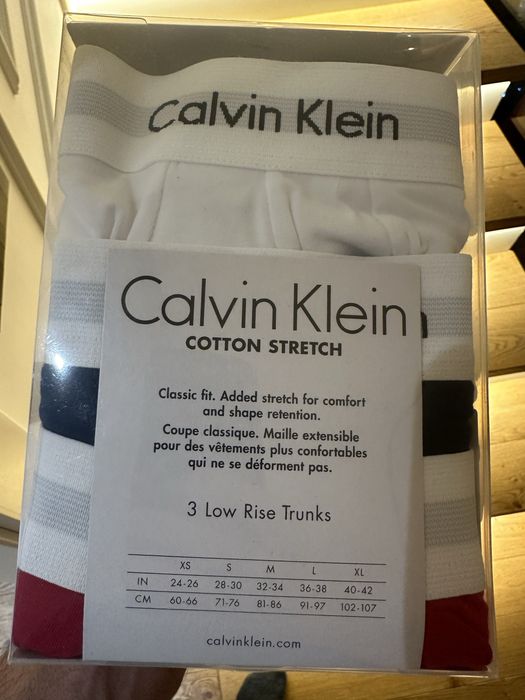 Calvin Klein
Calvin Klein
COTTON STRETCH
Classic fit. Added stretch for comfort
and shape retention.
Coupe classique. Maille extensible
pour des vêtements plus confortables
qui ne se déforment pas.
3 Low Rise Trunks
XS S M L XL
IN 24-26 28-30 32-34 36-38 40-42
CM 60-66 71-76 81-86 91-97 102-107
calvinklein.com